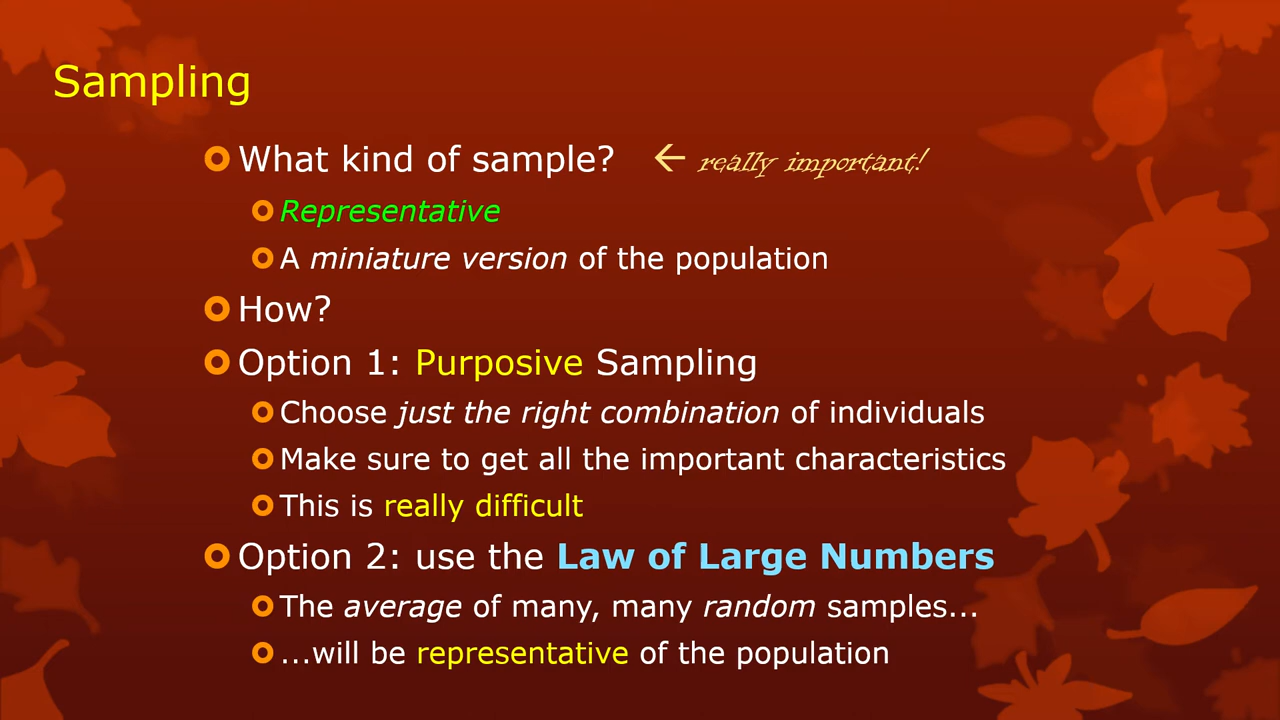 Sampling
What kind of sample? ← really important!
Representative
A miniature version of the population
How?
Option 1: Purposive Sampling
Choose just the right combination of individuals
Make sure to get all the important characteristics
This is really difficult
Option 2: use the Law of Large Numbers
The average of many, many random samples...
...will be representative of the population